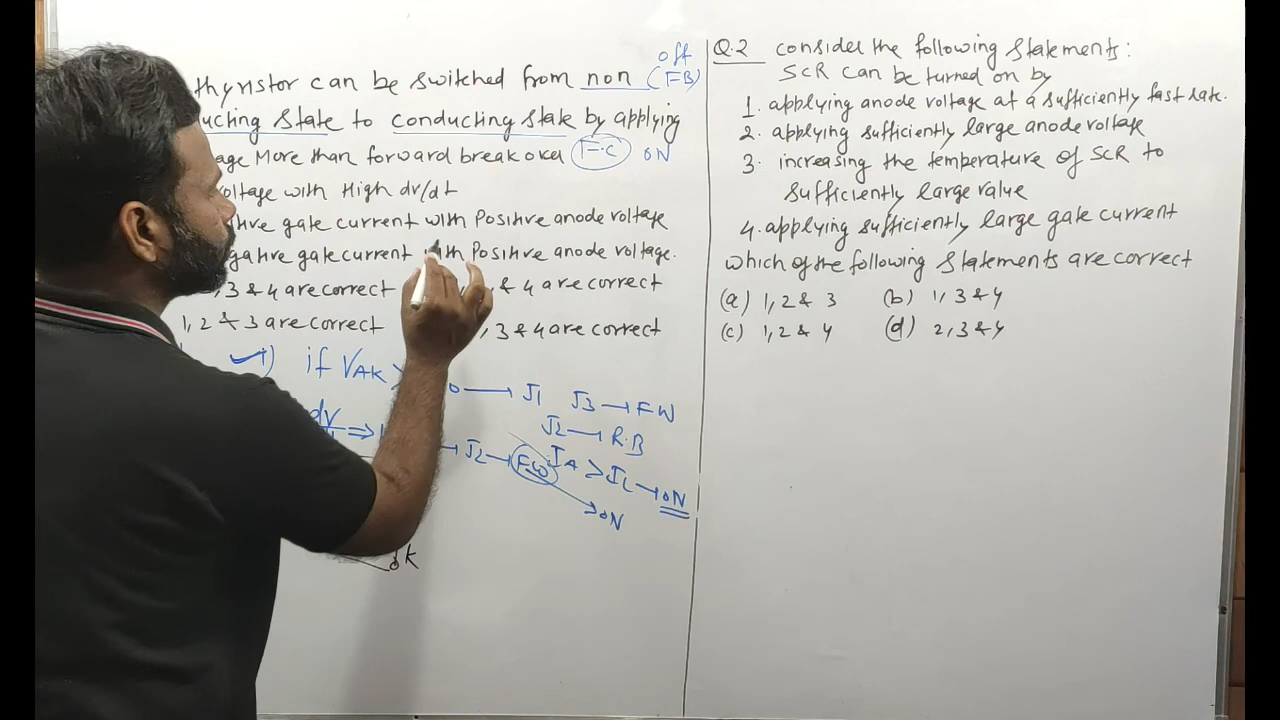 off
thyristor can be switched from non (FB)
ucting state to conducting state by applying
age More than forward breakover F.C ON
voltage with High dv/dt
tive gate current with Positive anode voltage
gative gate current with Positive anode voltage.
, 3 & 4 are correct & 4 are correct
1, 2 & 3 are correct , 3 & 4 are correct
1) if VAK > o → J1 J3 → FW
J2 → R.B
dv ⇒ → J2 → FW IA > IL → ON
→ ON
K
Q.2 consider the following statements:
SCR can be turned on by
1. applying anode voltage at a sufficiently fast rate.
2. applying sufficiently large anode voltage
3. increasing the temperature of SCR to
sufficiently large value
4. applying sufficiently large gate current
which of the following statements are correct
(a) 1, 2 & 3 (b) 1, 3 & 4
(c) 1, 2 & 4 (d) 2, 3 & 4